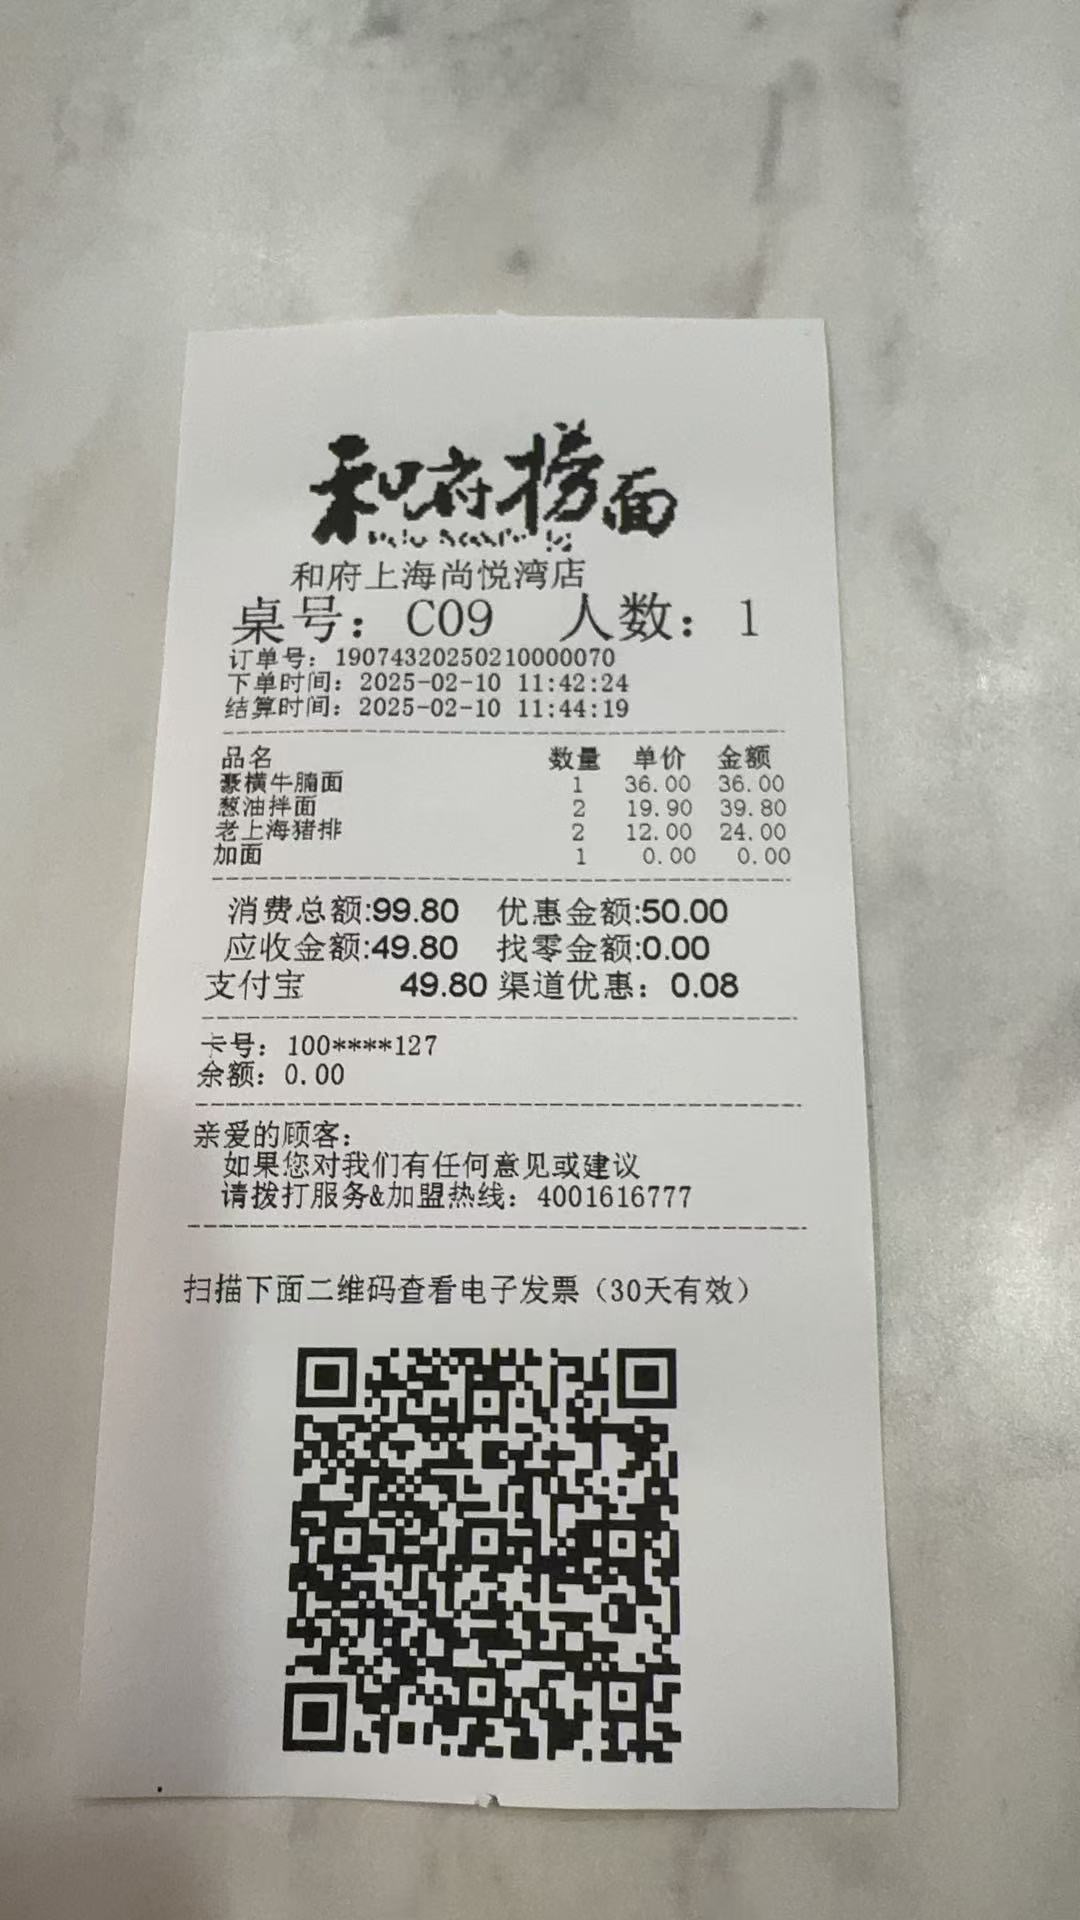 和府捞面
和府上海尚悦湾店
桌号：C09 人数：1
订单号：19074320250210000070
下单时间：2025-02-10 11:42:24
结算时间：2025-02-10 11:44:19
品名 数量 单价 金额
豪横牛腩面 1 36.00 36.00
葱油拌面 2 19.90 39.80
老上海猪排 2 12.00 24.00
加面 1 0.00 0.00
消费总额:99.80 优惠金额:50.00
应收金额:49.80 找零金额:0.00
支付宝 49.80 渠道优惠：0.08
卡号：100****127
余额：0.00
亲爱的顾客：
如果您对我们有任何意见或建议
请拨打服务&加盟热线：4001616777
扫描下面二维码查看电子发票（30天有效）